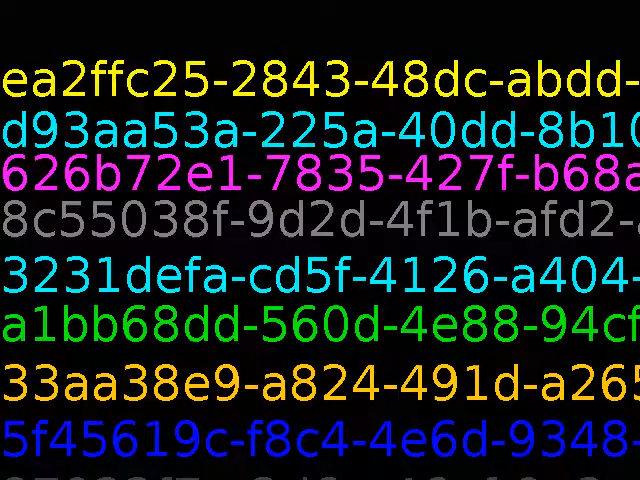 ea2ffc25-2843-48dc-abdd-
d93aa53a-225a-40dd-8b10
626b72e1-7835-427f-b68a
8c55038f-9d2d-4f1b-afd2-
3231defa-cd5f-4126-a404-
a1bb68dd-560d-4e88-94cf
33aa38e9-a824-491d-a265
5f45619c-f8c4-4e6d-9348-